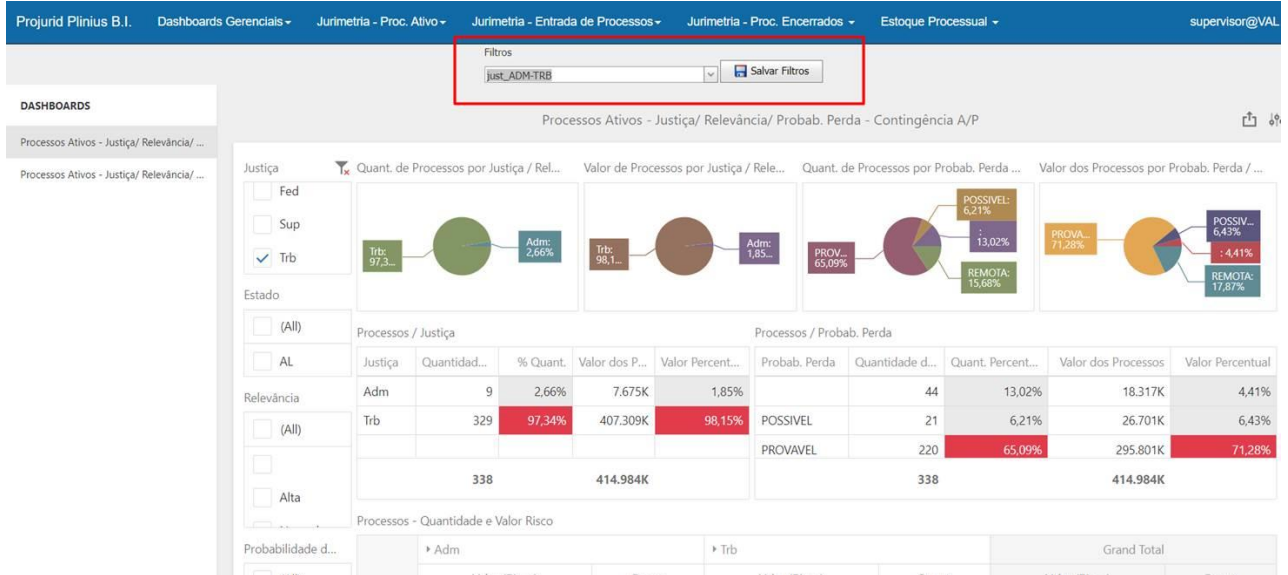 Projurid Plinius B.I. Dashboards Gerenciais Jurimetria - Proc. Ativo Jurimetria - Entrada de Processos Jurimetria - Proc. Encerrados Estoque Processual supervisor@VAL
Filtros
just_ADM-TRB Salvar Filtros
DASHBOARDS
Processos Ativos - Justiça/ Relevância/ ...
Processos Ativos - Justiça/ Relevância/ ...
Processos Ativos - Justiça/ Relevância/ Probab. Perda - Contingência A/P
Justiça
Fed
Sup
Trb
Estado
(All)
AL
Relevância
(All)
Alta
Probabilidade d...
Quant. de Processos por Justiça / Rel...
Trb:
97,3...
Adm:
2,66%
Valor de Processos por Justiça / Rele...
Trb:
98,1...
Adm:
1,85...
Quant. de Processos por Probab. Perda ...
POSSIVEL:
6,21%
:
13,02%
PROV...
65,09%
REMOTA:
15,68%
Valor dos Processos por Probab. Perda / ...
PROVA...
71,28%
POSSIV...
6,43%
: 4,41%
REMOTA:
17,87%
Processos / Justiça
Justiça Quantidad... % Quant. Valor dos P... Valor Percent...
Adm 9 2,66% 7.675K 1,85%
Trb 329 97,34% 407.309K 98,15%
338 414.984K
Processos / Probab. Perda
Probab. Perda Quantidade d... Quant. Percent... Valor dos Processos Valor Percentual
44 13,02% 18.317K 4,41%
POSSIVEL 21 6,21% 26.701K 6,43%
PROVAVEL 220 65,09% 295.801K 71,28%
338 414.984K
Processos - Quantidade e Valor Risco
Adm Trb Grand Total